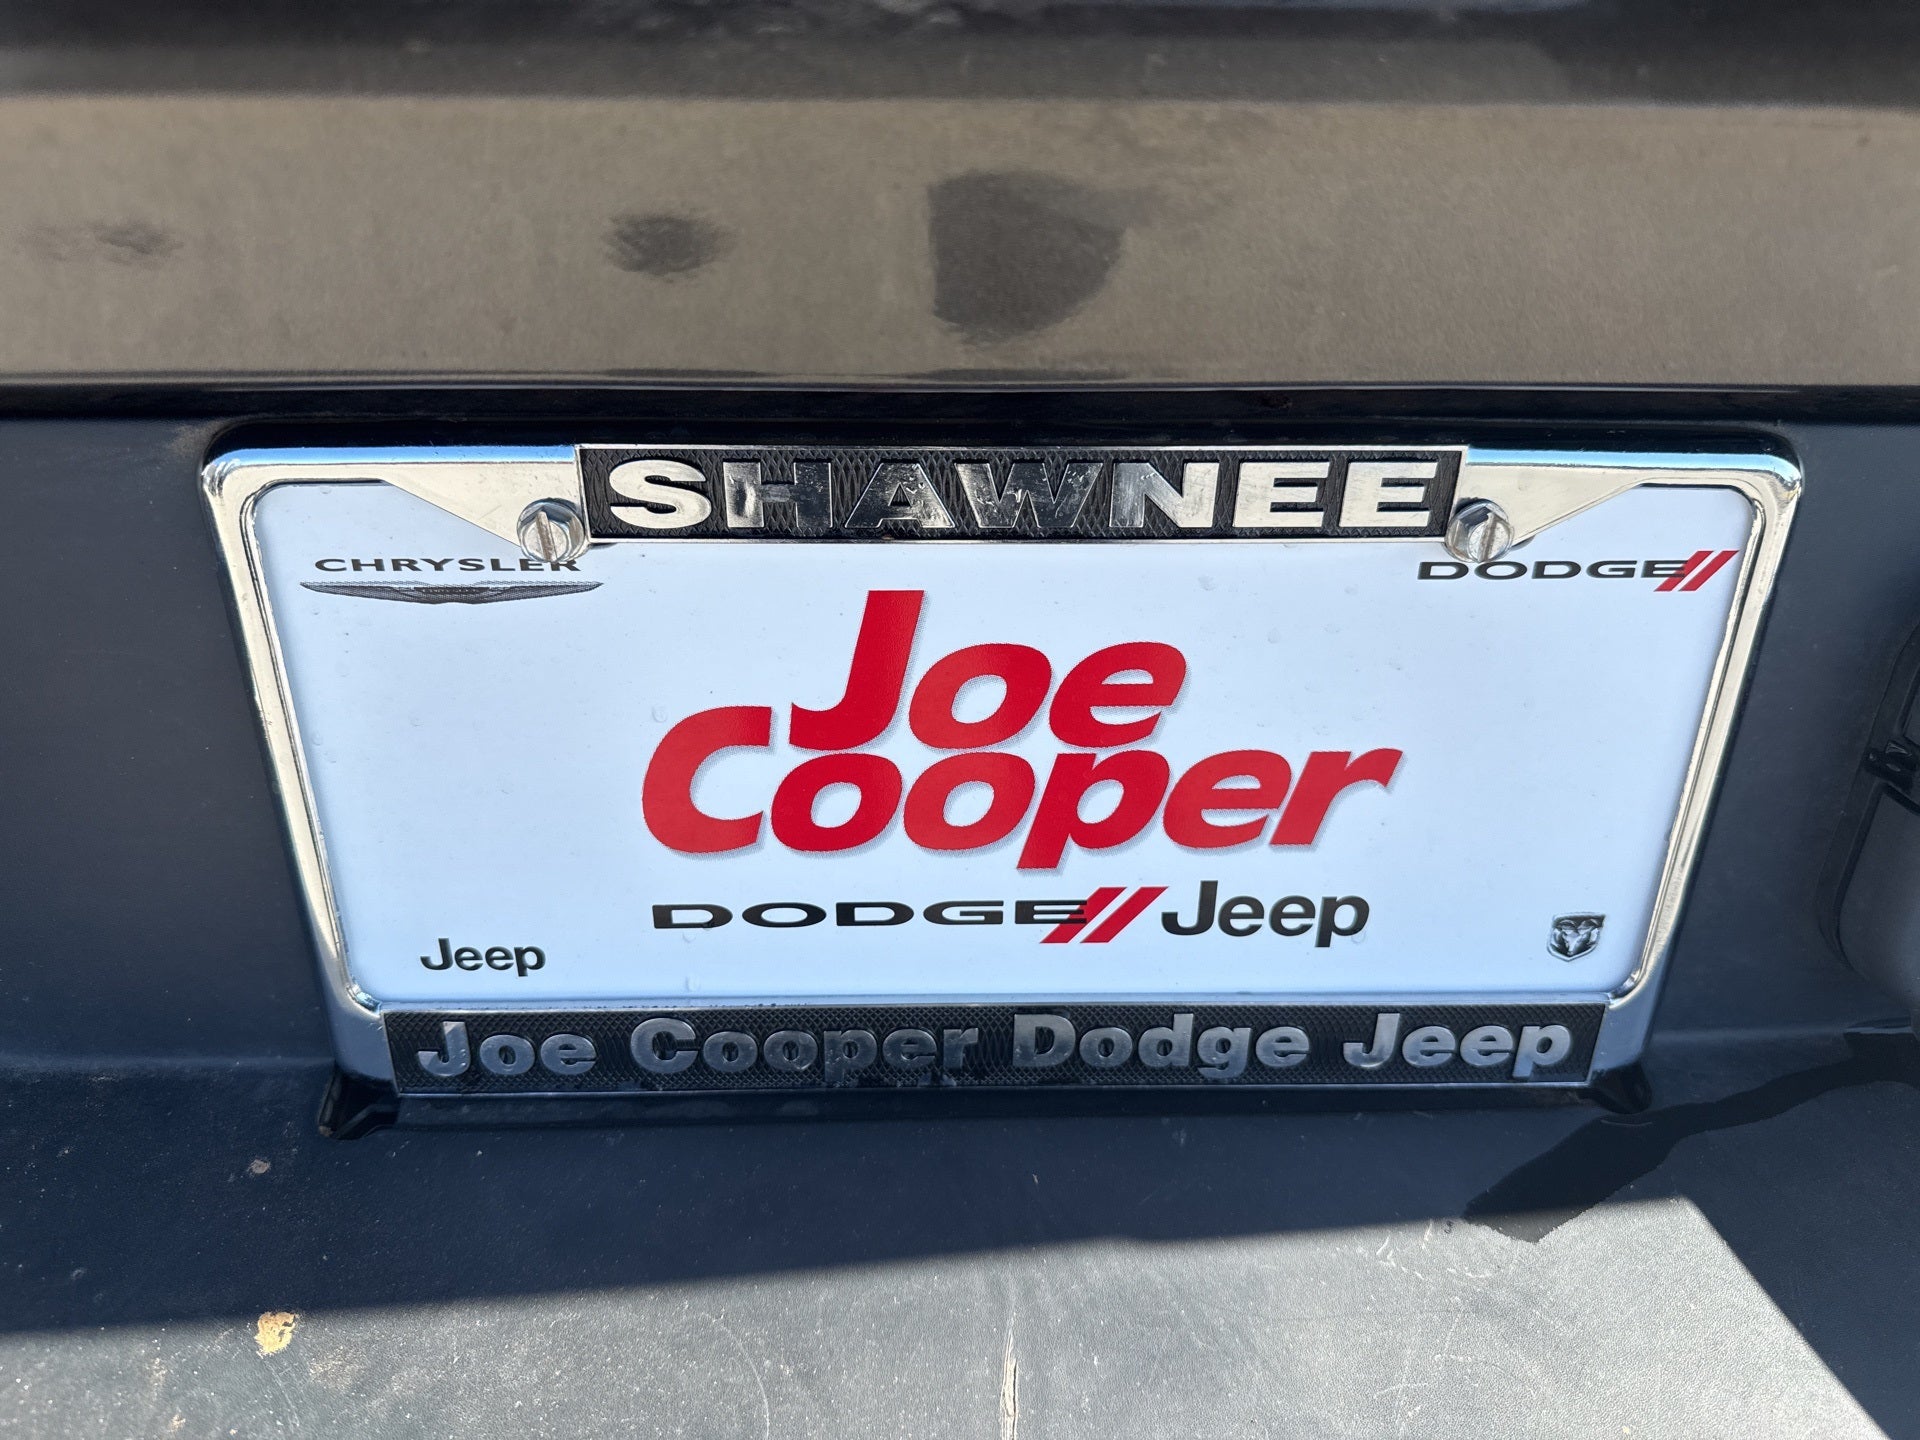 SHAWNEE
CHRYSLER
DODGE
Joe
Cooper
DODGE Jeep
Jeep
Joe Cooper Dodge Jeep